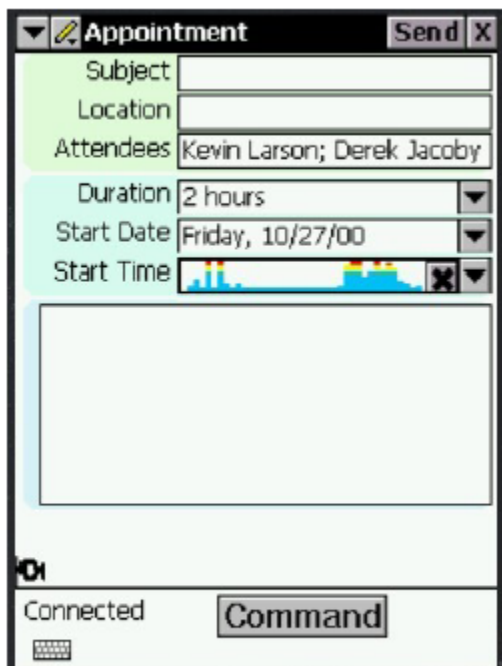 Appointment Send X
Subject
Location
Attendees Kevin Larson; Derek Jacoby
Duration 2 hours
Start Date Friday, 10/27/00
Start Time
Connected Command